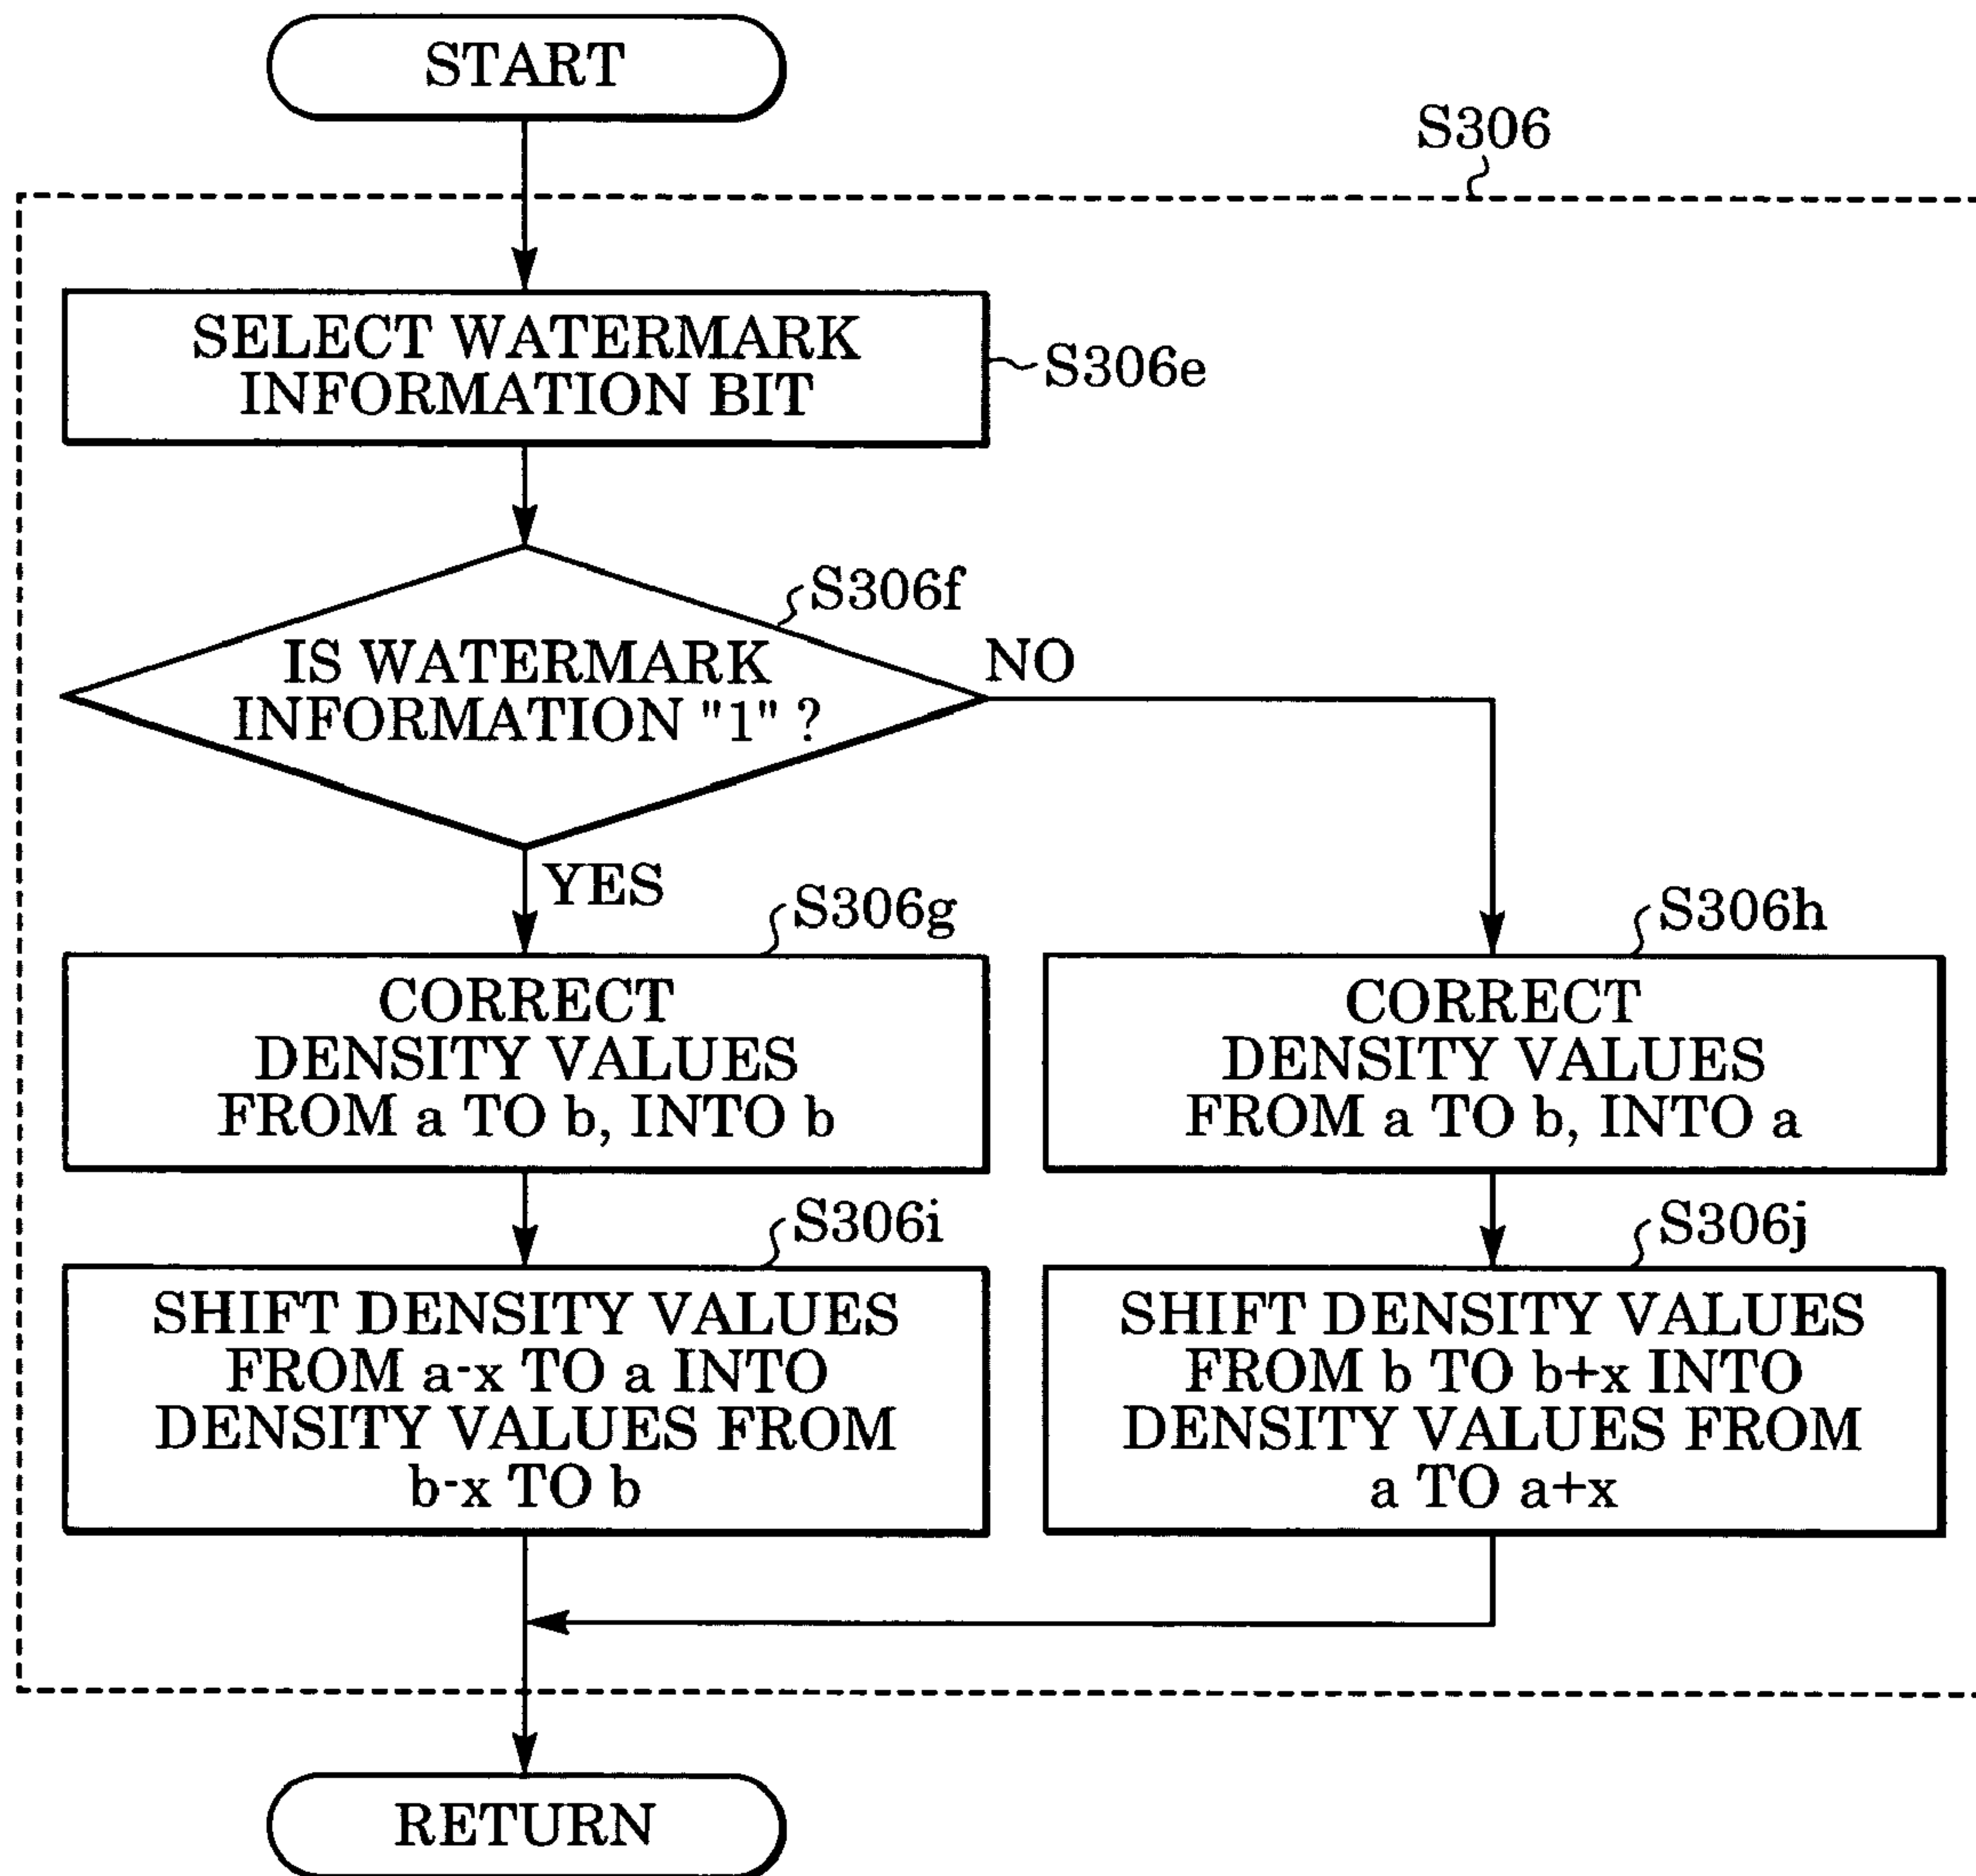 START
S306
SELECT WATERMARK
INFORMATION BIT
S306e
S306f
IS WATERMARK
INFORMATION "1" ?
NO
YES
S306g
CORRECT
DENSITY VALUES
FROM a TO b, INTO b
S306h
CORRECT
DENSITY VALUES
FROM a TO b, INTO a
S306i
SHIFT DENSITY VALUES
FROM a-x TO a INTO
DENSITY VALUES FROM
b-x TO b
S306j
SHIFT DENSITY VALUES
FROM b TO b+x INTO
DENSITY VALUES FROM
a TO a+x
RETURN